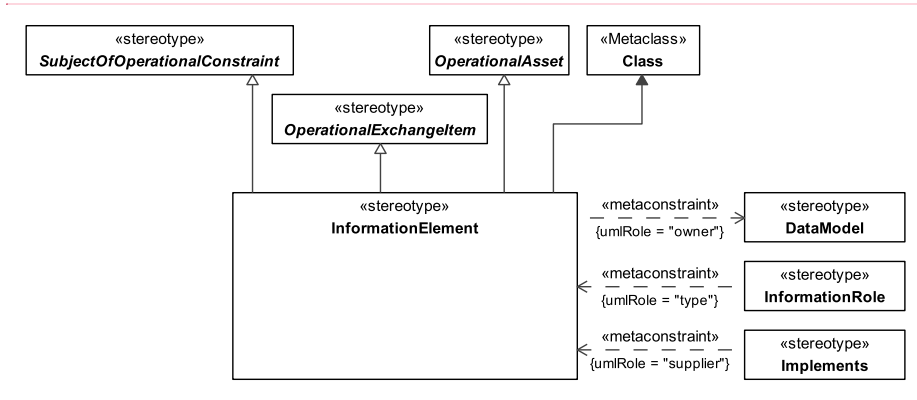 «stereotype»
SubjectOfOperationalConstraint
«stereotype»
OperationalAsset
«Metaclass»
Class
«stereotype»
OperationalExchangeItem
«stereotype»
InformationElement
«metaconstraint»
{umlRole = "owner"}
«stereotype»
DataModel
«metaconstraint»
{umlRole = "type"}
«stereotype»
InformationRole
«metaconstraint»
{umlRole = "supplier"}
«stereotype»
Implements